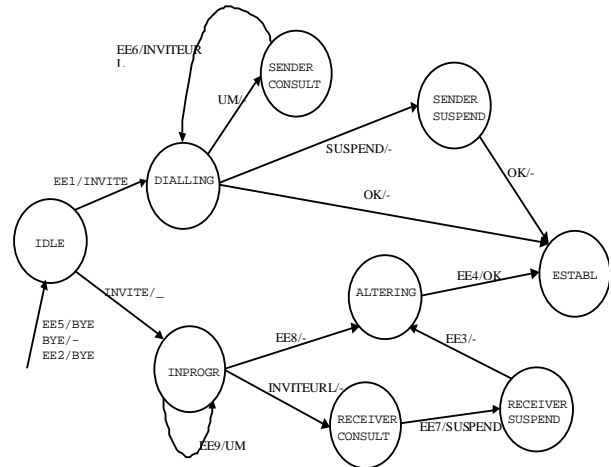 EE6/INVITEUR
L
SENDER
CONSULT
UM/-
SENDER
SUSPEND
SUSPEND/-
DIALLING
EE1/INVITE
OK/-
OK/-
IDLE
ESTABL
ALTERING
EE4/OK
INVITE/_
EE5/BYE
BYE/-
EE2/BYE
EE8/-
EE3/-
INPROGR
INVITEURL/-
RECEIVER
CONSULT
RECEIVER
SUSPEND
EE7/SUSPEND
EE9/UM